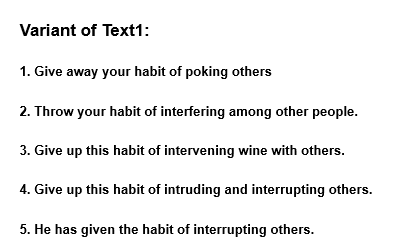 Variant of Text1:
1. Give away your habit of poking others
2. Throw your habit of interfering among other people.
3. Give up this habit of intervening wine with others.
4. Give up this habit of intruding and interrupting others.
5. He has given the habit of interrupting others.